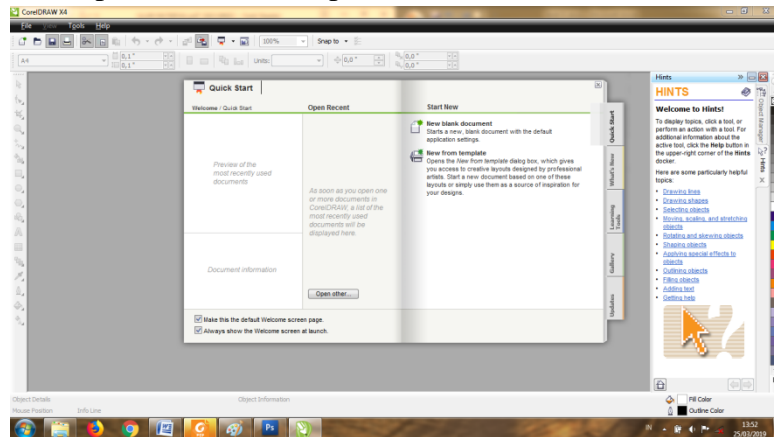 CorelDRAW X4
File View Tools Help
100%
Snap to
A4
0,1 "
0,1 "
Units:
0,0 "
0,0 "
0,0 "
Quick Start
Welcome / Quick Start
Open Recent
Start New
Preview of the
most recently used
documents
Document information
As soon as you open one
or more documents in
CorelDRAW, a list of the
most recently used
documents will be
displayed here.
Open other...
New blank document
Starts a new, blank document with the default
application settings.
New from template
Opens the New from template dialog box, which gives
you access to creative layouts designed by professional
artists. Start a new document based on one of these
layouts or simply use them as a source of inspiration for
your designs.
Quick Start
What's New
Learning
Tools
Gallery
Updates
Make this the default Welcome screen page.
Always show the Welcome screen at launch.
Hints
HINTS
Welcome to Hints!
To display topics, click a tool, or
perform an action with a tool. For
additional information about the
active tool, click the Help button in
the upper-right corner of the Hints
docker.
Here are some particularly helpful
topics:
• Drawing lines
• Drawing shapes
• Selecting objects
• Moving, scaling, and stretching
objects
• Rotating and skewing objects
• Shaping objects
• Applying special effects to
objects
• Outlining objects
• Filling objects
• Adding text
• Getting help
Object Manager
Hints
Object Details
Object Information
Mouse Position
Info Line
Fill Color
Outline Color
Ps
IN
13:52
25/03/2019